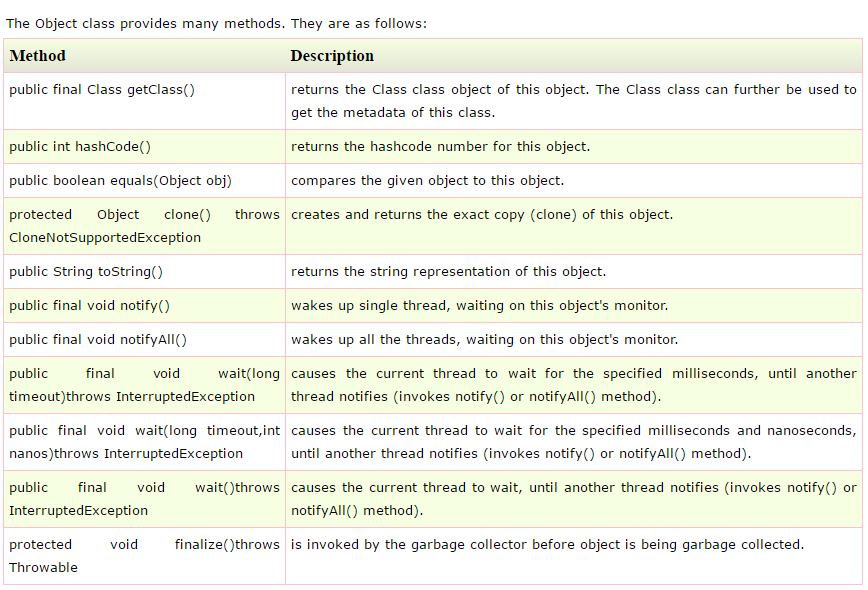 The Object class provides many methods. They are as follows:
Method Description
public final Class getClass() returns the Class class object of this object. The Class class can further be used to
get the metadata of this class.
public int hashCode() returns the hashcode number for this object.
public boolean equals(Object obj) compares the given object to this object.
protected Object clone() throws creates and returns the exact copy (clone) of this object.
CloneNotSupportedException
public String toString() returns the string representation of this object.
public final void notify() wakes up single thread, waiting on this object's monitor.
public final void notifyAll() wakes up all the threads, waiting on this object's monitor.
public final void wait(long causes the current thread to wait for the specified milliseconds, until another
timeout)throws InterruptedException thread notifies (invokes notify() or notifyAll() method).
public final void wait(long timeout,int causes the current thread to wait for the specified milliseconds and nanoseconds,
nanos)throws InterruptedException until another thread notifies (invokes notify() or notifyAll() method).
public final void wait()throws causes the current thread to wait, until another thread notifies (invokes notify() or
InterruptedException notifyAll() method).
protected void finalize()throws is invoked by the garbage collector before object is being garbage collected.
Throwable